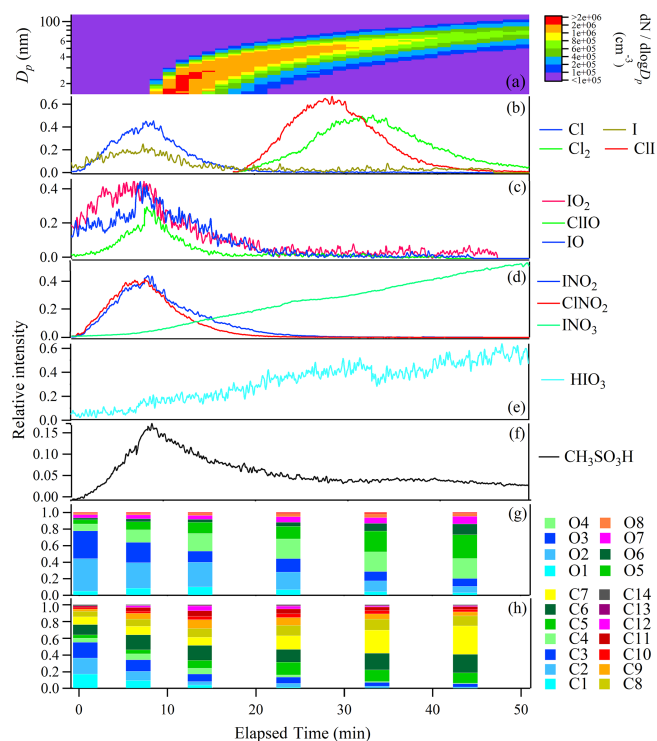 100
D_p (nm)
4
2
(a)
>2e+06
2e+06
1e+06
8e+05
6e+05
4e+05
2e+05
1e+05
<1e+05
dN / dlogD_p
(cm^-3)
0.6
0.4
0.2
0.0
(b)
Cl
I
Cl2
ClI
0.4
0.2
0.0
(c)
IO2
ClIO
IO
0.4
0.2
0.0
(d)
INO2
ClNO2
INO3
0.6
0.4
0.2
0.0
(e)
HIO3
0.15
0.10
0.05
0.00
(f)
CH3SO3H
Relative intensity
1.0
0.8
0.6
0.4
0.2
0.0
(g)
O4 O8
O3 O7
O2 O6
O1 O5
1.0
0.8
0.6
0.4
0.2
0.0
(h)
C7 C14
C6 C13
C5 C12
C4 C11
C3 C10
C2 C9
C1 C8
0 10 20 30 40 50
Elapsed Time (min)